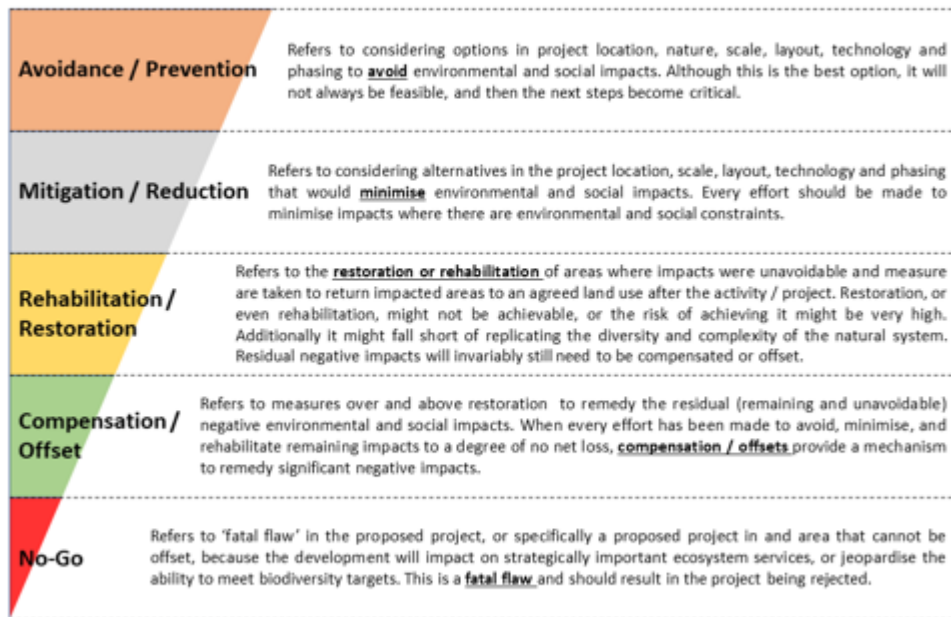 Avoidance / Prevention
Refers to considering options in project location, nature, scale, layout, technology and
phasing to avoid environmental and social impacts. Although this is the best option, it will
not always be feasible, and then the next steps become critical.
Mitigation / Reduction
Refers to considering alternatives in the project location, scale, layout, technology and phasing
that would minimise environmental and social impacts. Every effort should be made to
minimise impacts where there are environmental and social constraints.
Rehabilitation /
Restoration
Refers to the restoration or rehabilitation of areas where impacts were unavoidable and measure
are taken to return impacted areas to an agreed land use after the activity / project. Restoration, or
even rehabilitation, might not be achievable, or the risk of achieving it might be very high.
Additionally it might fall short of replicating the diversity and complexity of the natural system.
Residual negative impacts will invariably still need to be compensated or offset.
Compensation /
Offset
Refers to measures over and above restoration to remedy the residual (remaining and unavoidable)
negative environmental and social impacts. When every effort has been made to avoid, minimise, and
rehabilitate remaining impacts to a degree of no net loss, compensation / offsets provide a mechanism
to remedy significant negative impacts.
No-Go
Refers to ‘fatal flaw’ in the proposed project, or specifically a proposed project in and area that cannot be
offset, because the development will impact on strategically important ecosystem services, or jeopardise the
ability to meet biodiversity targets. This is a fatal flaw and should result in the project being rejected.